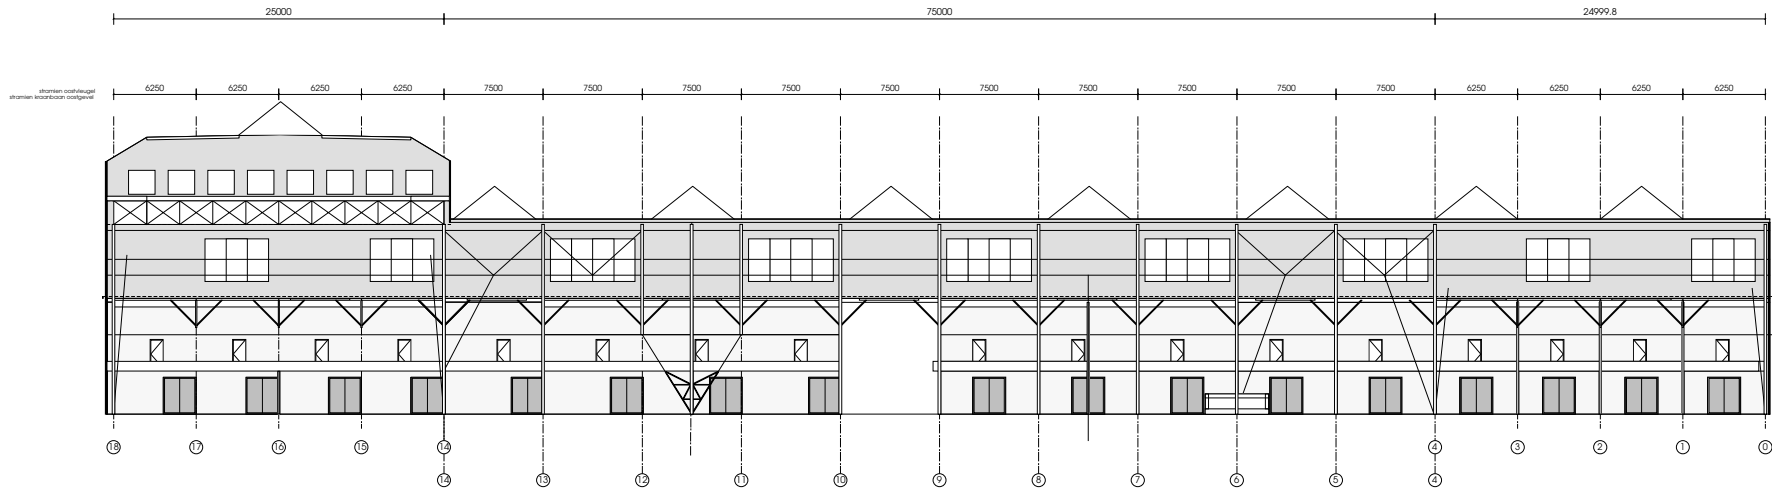 25000 75000 24999.8
stramien oostvleugel
stramien kraanbaan oostgevel
6250 6250 6250 6250 7500 7500 7500 7500 7500 7500 7500 7500 7500 7500 6250 6250 6250 6250
18 17 16 15 14 4 3 2 1 0
14 13 12 11 10 9 8 7 6 5 4